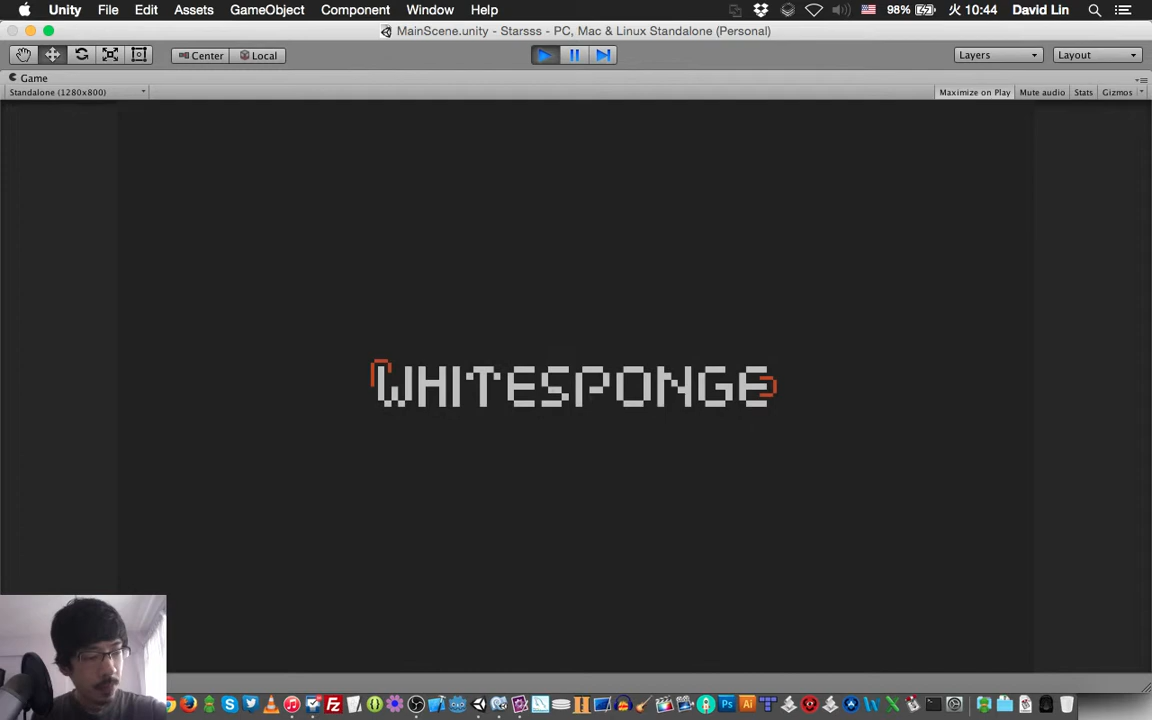 Unity File Edit Assets GameObject Component Window Help 98% 火 10:44 David Lin
MainScene.unity - Starsss - PC, Mac & Linux Standalone (Personal)
Center Local Layers Layout
Game
Standalone (1280x800) Maximize on Play Mute audio Stats Gizmos
WHITESPONGE